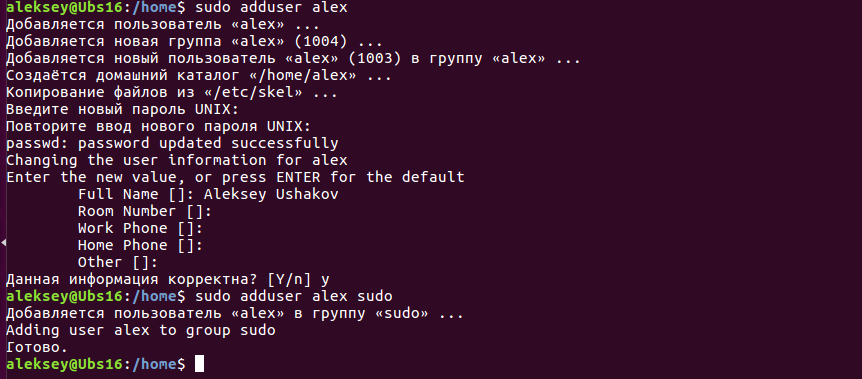 aleksey@Ubs16:/home$ sudo adduser alex
Добавляется пользователь «alex» ...
Добавляется новая группа «alex» (1004) ...
Добавляется новый пользователь «alex» (1003) в группу «alex» ...
Создаётся домашний каталог «/home/alex» ...
Копирование файлов из «/etc/skel» ...
Введите новый пароль UNIX:
Повторите ввод нового пароля UNIX:
passwd: password updated successfully
Changing the user information for alex
Enter the new value, or press ENTER for the default
        Full Name []: Aleksey Ushakov
        Room Number []:
        Work Phone []:
        Home Phone []:
        Other []:
Данная информация корректна? [Y/n] y
aleksey@Ubs16:/home$ sudo adduser alex sudo
Добавляется пользователь «alex» в группу «sudo» ...
Adding user alex to group sudo
Готово.
aleksey@Ubs16:/home$